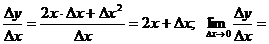 Δy/Δx = (2x·Δx + Δx²)/Δx = 2x + Δx; lim_{Δx→0} Δy/Δx =